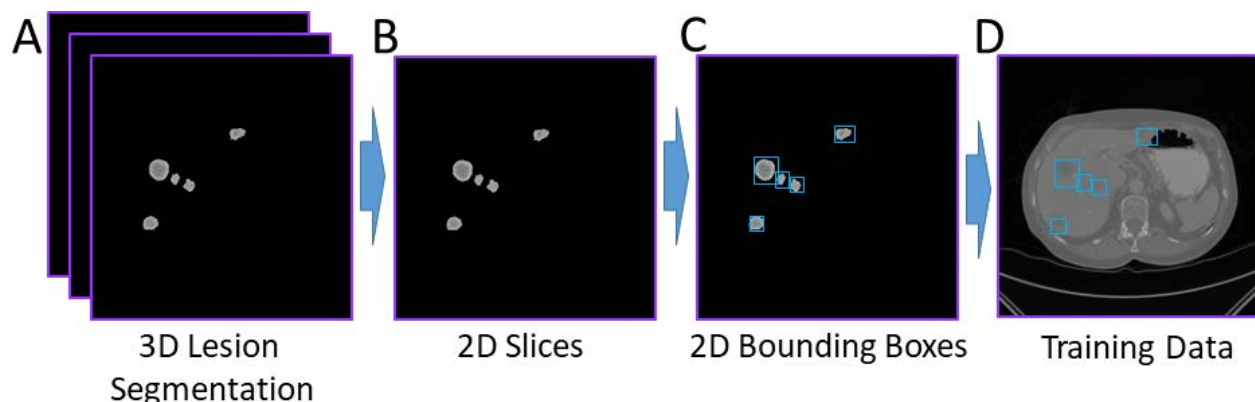 A
B
C
D
3D Lesion
Segmentation
2D Slices
2D Bounding Boxes
Training Data